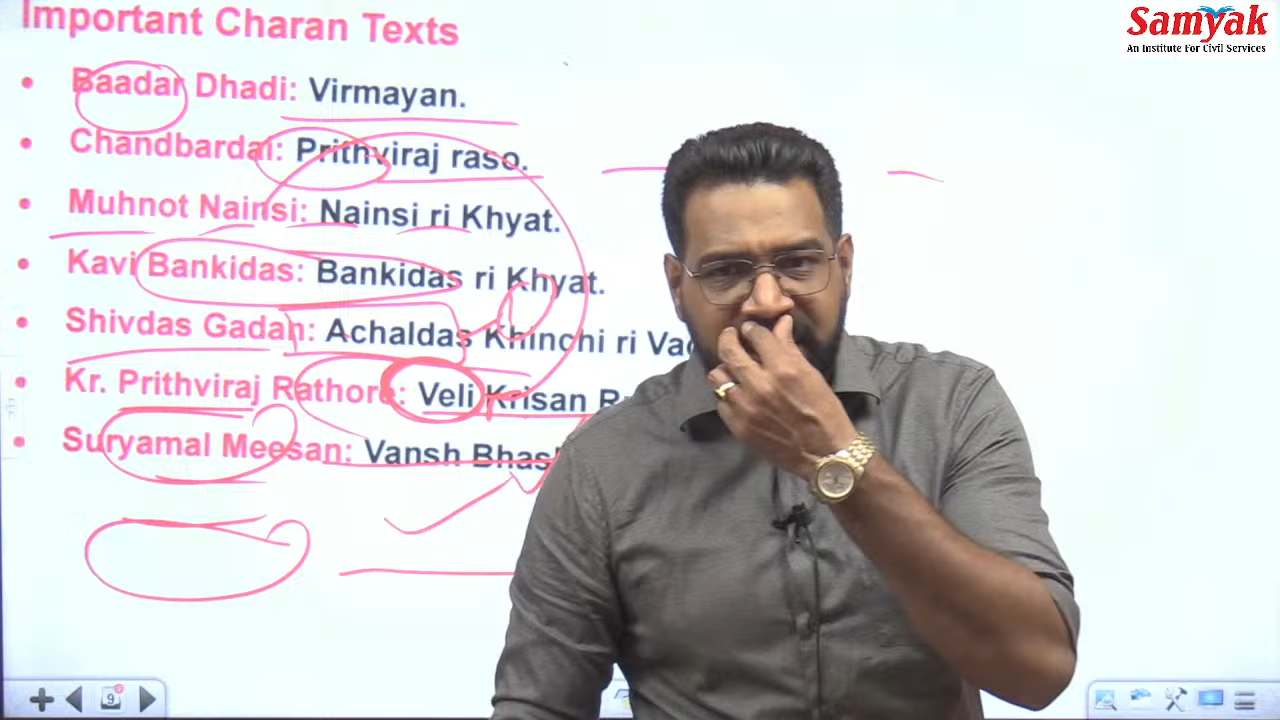 Important Charan Texts
Samyak
An Institute For Civil Services
• Baadar Dhadi: Virmayan.
• Chandbardai: Prithviraj raso.
• Muhnot Nainsi: Nainsi ri Khyat.
• Kavi Bankidas: Bankidas ri Khyat.
• Shivdas Gadan: Achaldas Khinchi ri
• Kr. Prithviraj Rathore: Veli Krisan
• Suryamal Meesan: Vansh
9